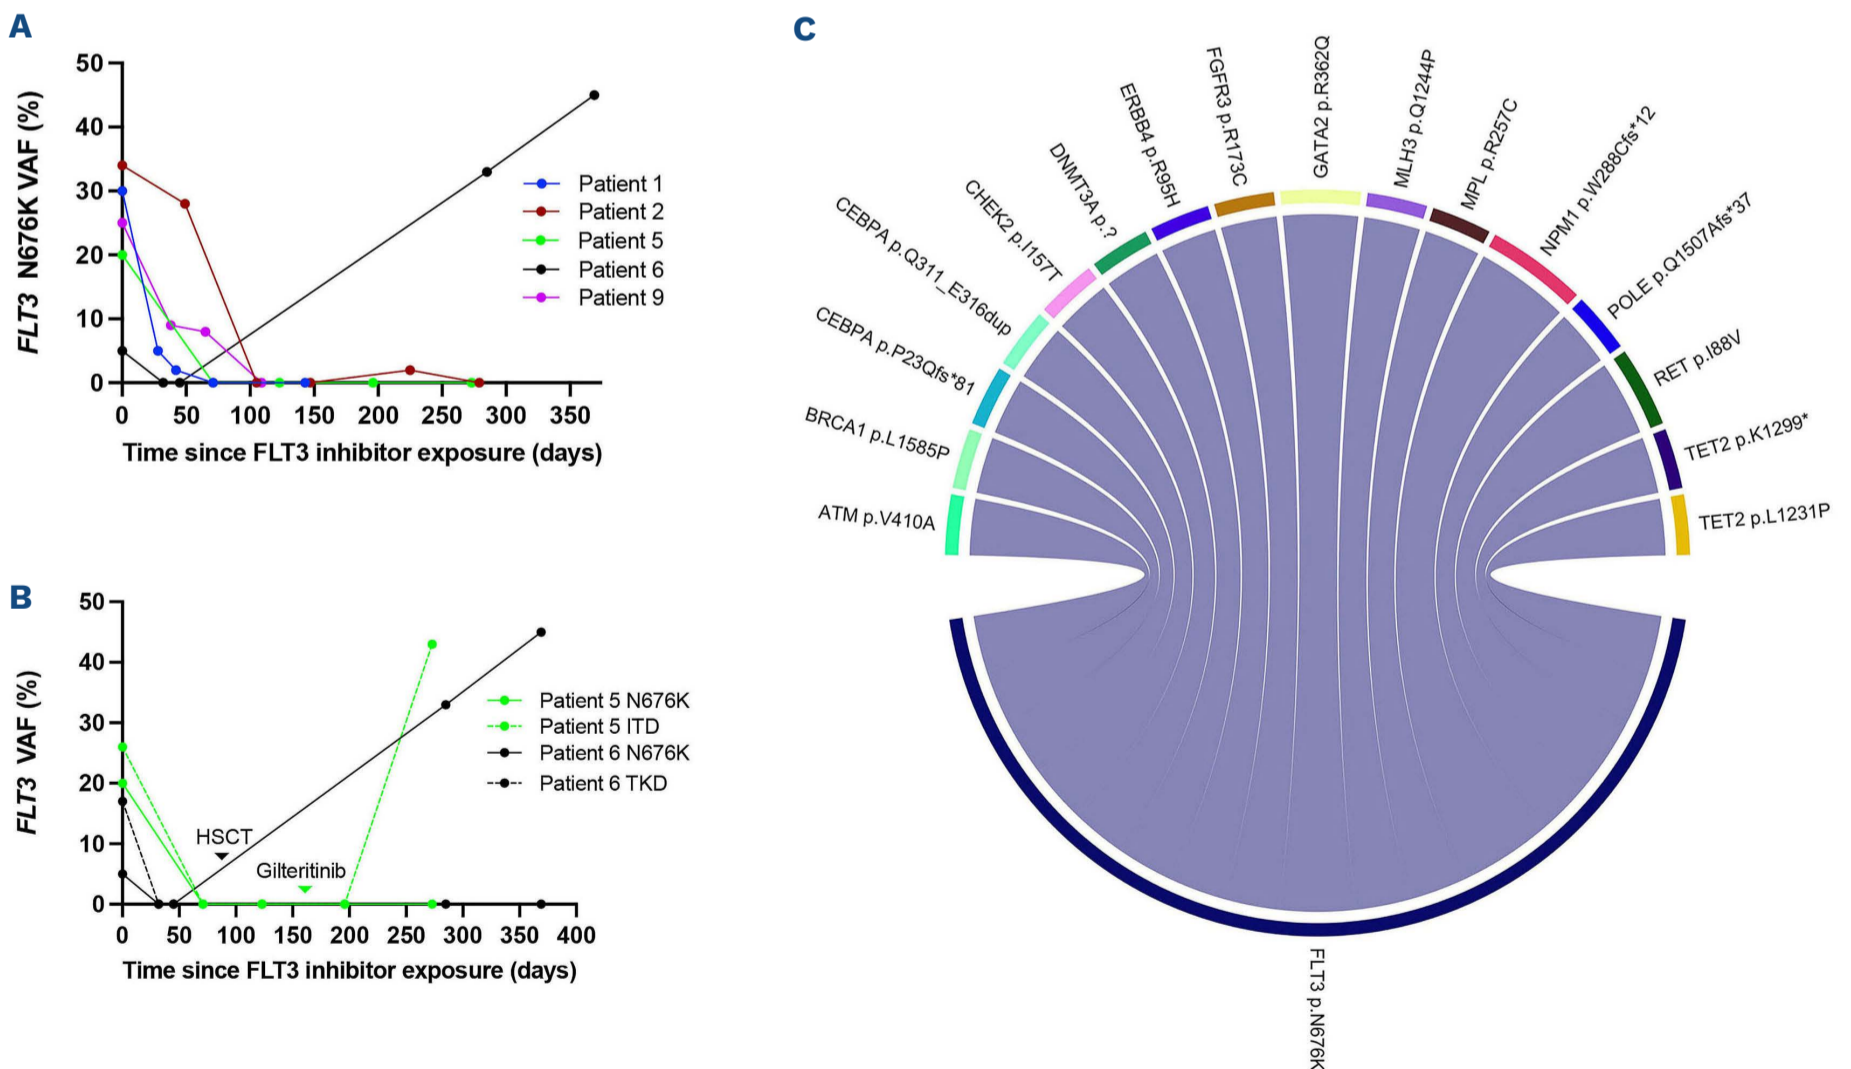 A
FLT3 N676K VAF (%)
50
40
30
20
10
0
0 50 100 150 200 250 300 350
Time since FLT3 inhibitor exposure (days)
Patient 1
Patient 2
Patient 5
Patient 6
Patient 9
B
FLT3 VAF (%)
50
40
30
20
10
0
0 50 100 150 200 250 300 350 400
Time since FLT3 inhibitor exposure (days)
HSCT
Gilteritinib
Patient 5 N676K
Patient 5 ITD
Patient 6 N676K
Patient 6 TKD
C
ATM p.V410A
BRCA1 p.L1585P
CEBPA p.P23Qfs*81
CEBPA p.Q311_E316dup
CHEK2 p.I157T
DNMT3A p.?
ERBB4 p.R95H
FGFR3 p.R173C
GATA2 p.R362Q
MLH3 p.Q1244P
MPL p.R257C
NPM1 p.W288Cfs*12
POLE p.Q1507Afs*37
RET p.I88V
TET2 p.K1299*
TET2 p.L1231P
FLT3 p.N676K